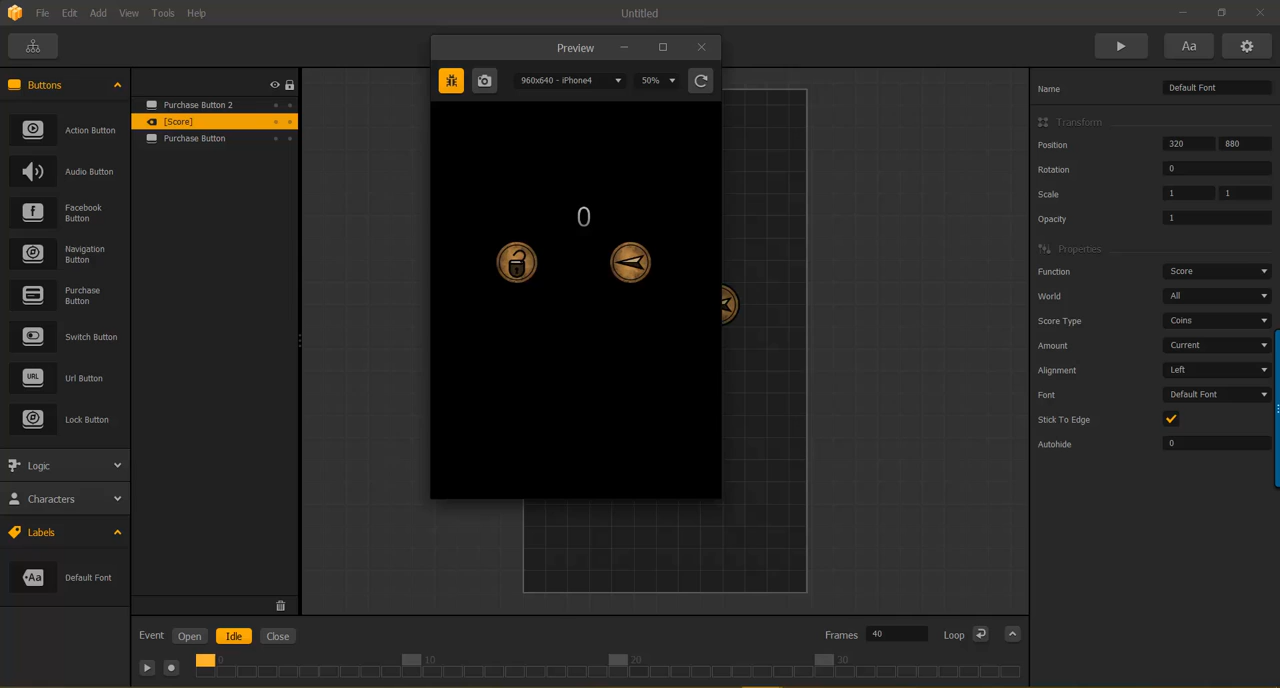 File Edit Add View Tools Help Untitled
Aa
Buttons
Action Button
Audio Button
Facebook
Button
Navigation
Button
Purchase
Button
Switch Button
URL
Url Button
Lock Button
Logic
Characters
Labels
Aa
Default Font
Purchase Button 2
[Score]
Purchase Button
Preview
960x640 - iPhone4 50%
0
Name Default Font
Transform
Position 320 880
Rotation 0
Scale 1 1
Opacity 1
Properties
Function Score
World All
Score Type Coins
Amount Current
Alignment Left
Font Default Font
Stick To Edge
Autohide 0
Event Open Idle Close
Frames 40 Loop
0 10 20 30